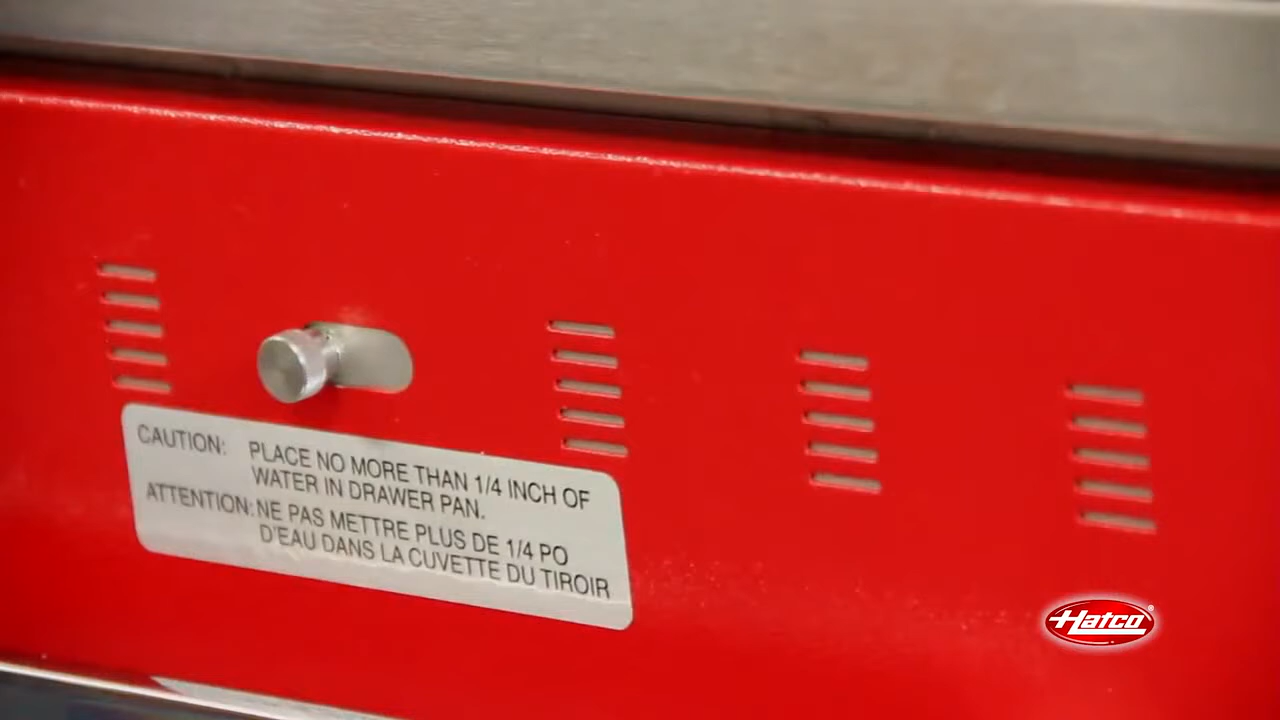 CAUTION: PLACE NO MORE THAN 1/4 INCH OF
WATER IN DRAWER PAN.
ATTENTION: NE PAS METTRE PLUS DE 1/4 PO
D'EAU DANS LA CUVETTE DU TIROIR
Hatco®